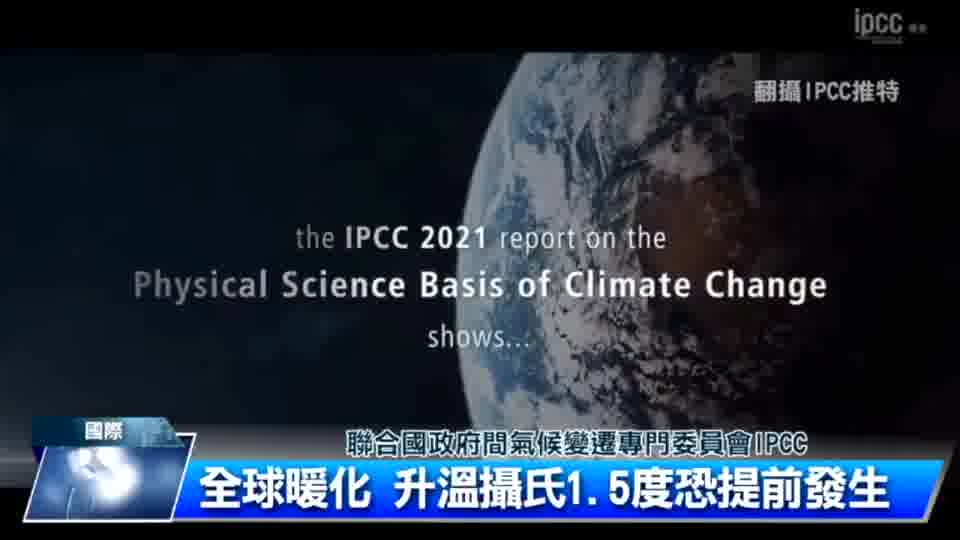 ipcc
翻攝IPCC推特
the IPCC 2021 report on the
Physical Science Basis of Climate Change
shows...
國際
聯合國政府間氣候變遷專門委員會IPCC
全球暖化 升溫攝氏1.5度恐提前發生